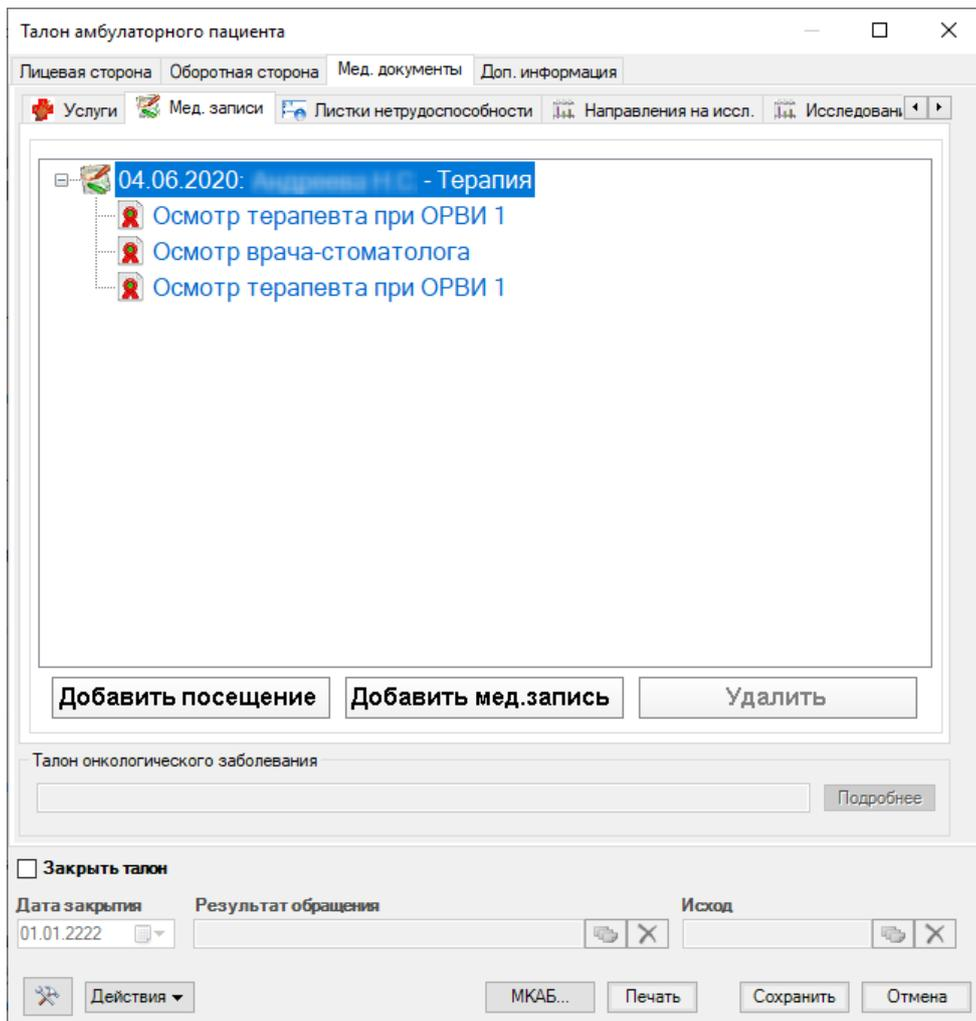 Талон амбулаторного пациента
Лицевая сторона Оборотная сторона Мед. документы Доп. информация
Услуги Мед. записи Листки нетрудоспособности Направления на иссл. Исследовани
04.06.2020: - Терапия
Осмотр терапевта при ОРВИ 1
Осмотр врача-стоматолога
Осмотр терапевта при ОРВИ 1
Добавить посещение Добавить мед.запись Удалить
Талон онкологического заболевания
Подробнее
Закрыть талон
Дата закрытия Результат обращения Исход
01.01.2222
Действия МКАБ... Печать Сохранить Отмена